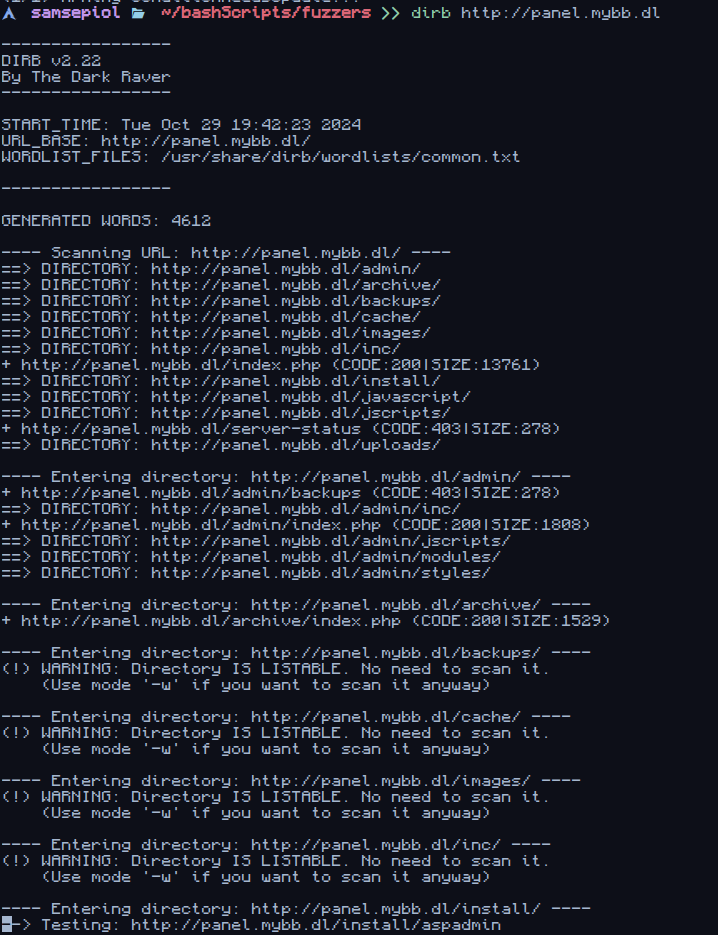 samsepiol ~/bashScripts/fuzzers >> dirb http://panel.mybb.dl
-----------------
DIRB v2.22
By The Dark Raver
-----------------
START_TIME: Tue Oct 29 19:42:23 2024
URL_BASE: http://panel.mybb.dl/
WORDLIST_FILES: /usr/share/dirb/wordlists/common.txt
-----------------
GENERATED WORDS: 4612
---- Scanning URL: http://panel.mybb.dl/ ----
==> DIRECTORY: http://panel.mybb.dl/admin/
==> DIRECTORY: http://panel.mybb.dl/archive/
==> DIRECTORY: http://panel.mybb.dl/backups/
==> DIRECTORY: http://panel.mybb.dl/cache/
==> DIRECTORY: http://panel.mybb.dl/images/
==> DIRECTORY: http://panel.mybb.dl/inc/
+ http://panel.mybb.dl/index.php (CODE:200|SIZE:13761)
==> DIRECTORY: http://panel.mybb.dl/install/
==> DIRECTORY: http://panel.mybb.dl/javascript/
==> DIRECTORY: http://panel.mybb.dl/jscripts/
+ http://panel.mybb.dl/server-status (CODE:403|SIZE:278)
==> DIRECTORY: http://panel.mybb.dl/uploads/
---- Entering directory: http://panel.mybb.dl/admin/ ----
+ http://panel.mybb.dl/admin/backups (CODE:403|SIZE:278)
==> DIRECTORY: http://panel.mybb.dl/admin/inc/
+ http://panel.mybb.dl/admin/index.php (CODE:200|SIZE:1808)
==> DIRECTORY: http://panel.mybb.dl/admin/jscripts/
==> DIRECTORY: http://panel.mybb.dl/admin/modules/
==> DIRECTORY: http://panel.mybb.dl/admin/styles/
---- Entering directory: http://panel.mybb.dl/archive/ ----
+ http://panel.mybb.dl/archive/index.php (CODE:200|SIZE:1529)
---- Entering directory: http://panel.mybb.dl/backups/ ----
(!) WARNING: Directory IS LISTABLE. No need to scan it.
(Use mode '-w' if you want to scan it anyway)
---- Entering directory: http://panel.mybb.dl/cache/ ----
(!) WARNING: Directory IS LISTABLE. No need to scan it.
(Use mode '-w' if you want to scan it anyway)
---- Entering directory: http://panel.mybb.dl/images/ ----
(!) WARNING: Directory IS LISTABLE. No need to scan it.
(Use mode '-w' if you want to scan it anyway)
---- Entering directory: http://panel.mybb.dl/inc/ ----
(!) WARNING: Directory IS LISTABLE. No need to scan it.
(Use mode '-w' if you want to scan it anyway)
---- Entering directory: http://panel.mybb.dl/install/ ----
--> Testing: http://panel.mybb.dl/install/aspadmin